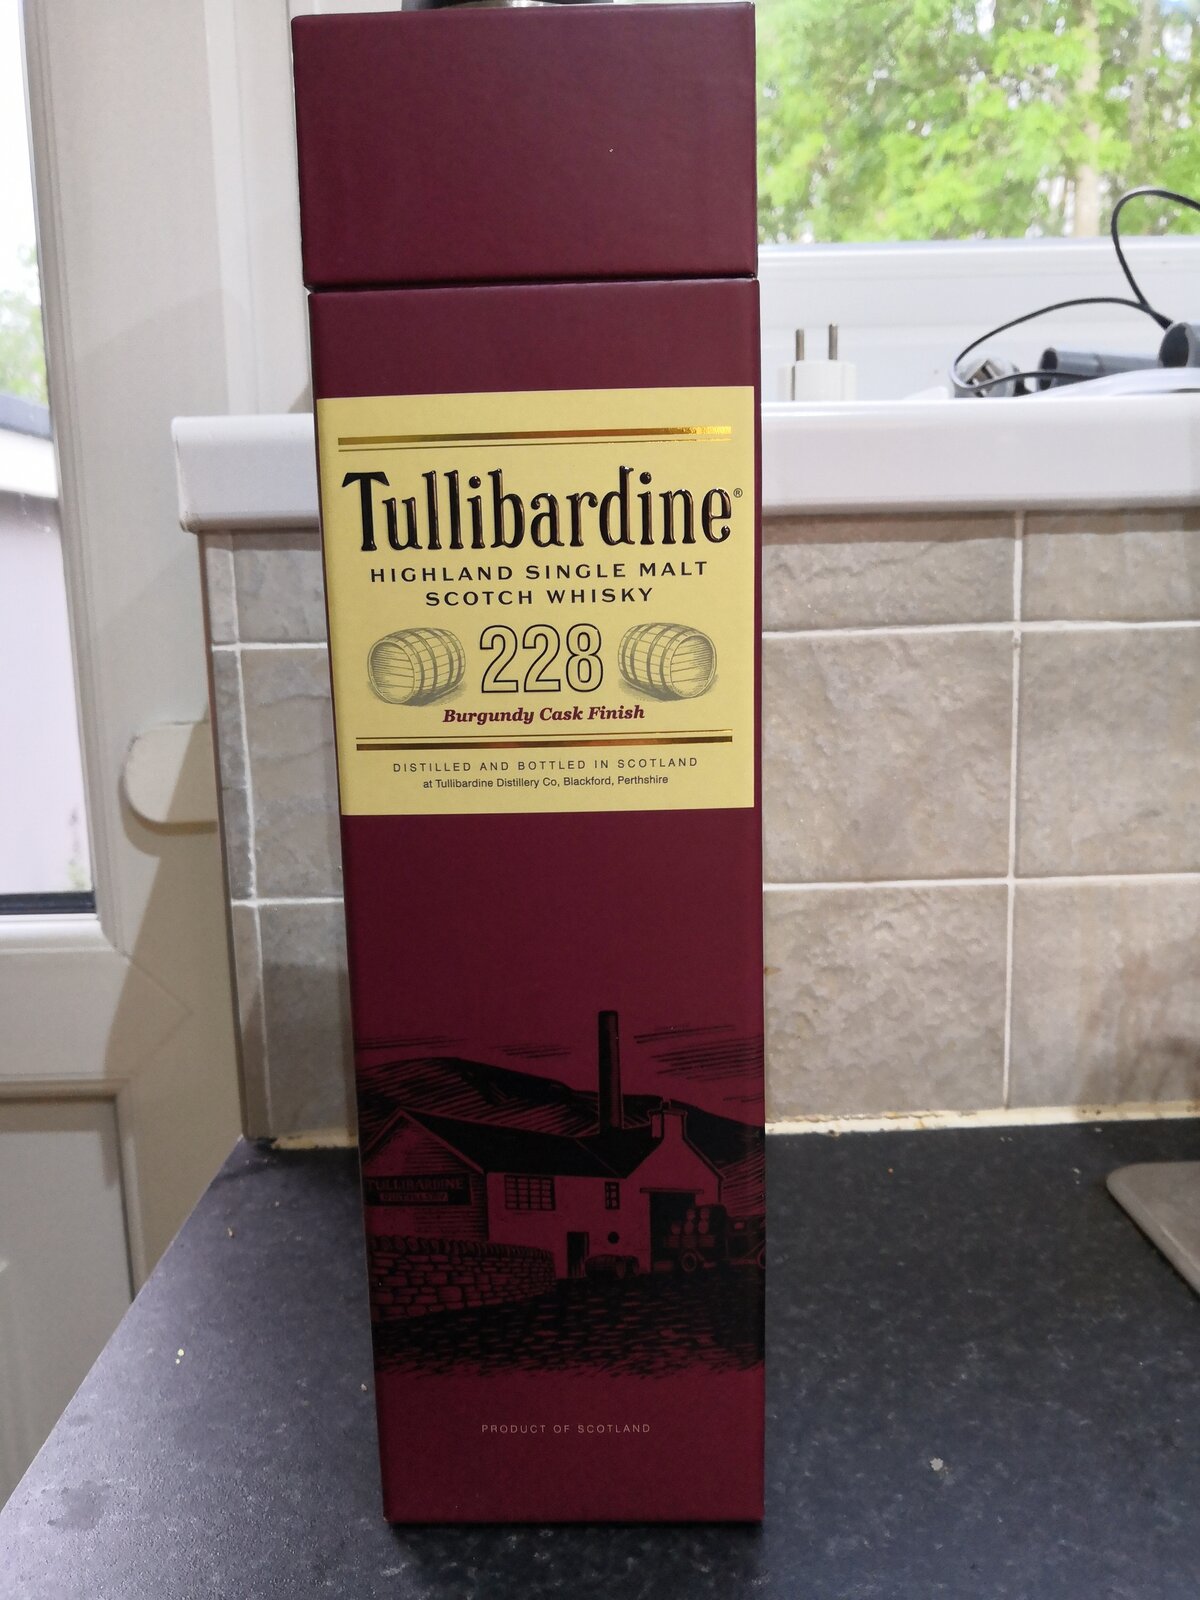 Tullibardine®
HIGHLAND SINGLE MALT
SCOTCH WHISKY
228
Burgundy Cask Finish
DISTILLED AND BOTTLED IN SCOTLAND
at Tullibardine Distillery Co, Blackford, Perthshire
TULLIBARDINE
DISTILLERY
PRODUCT OF SCOTLAND